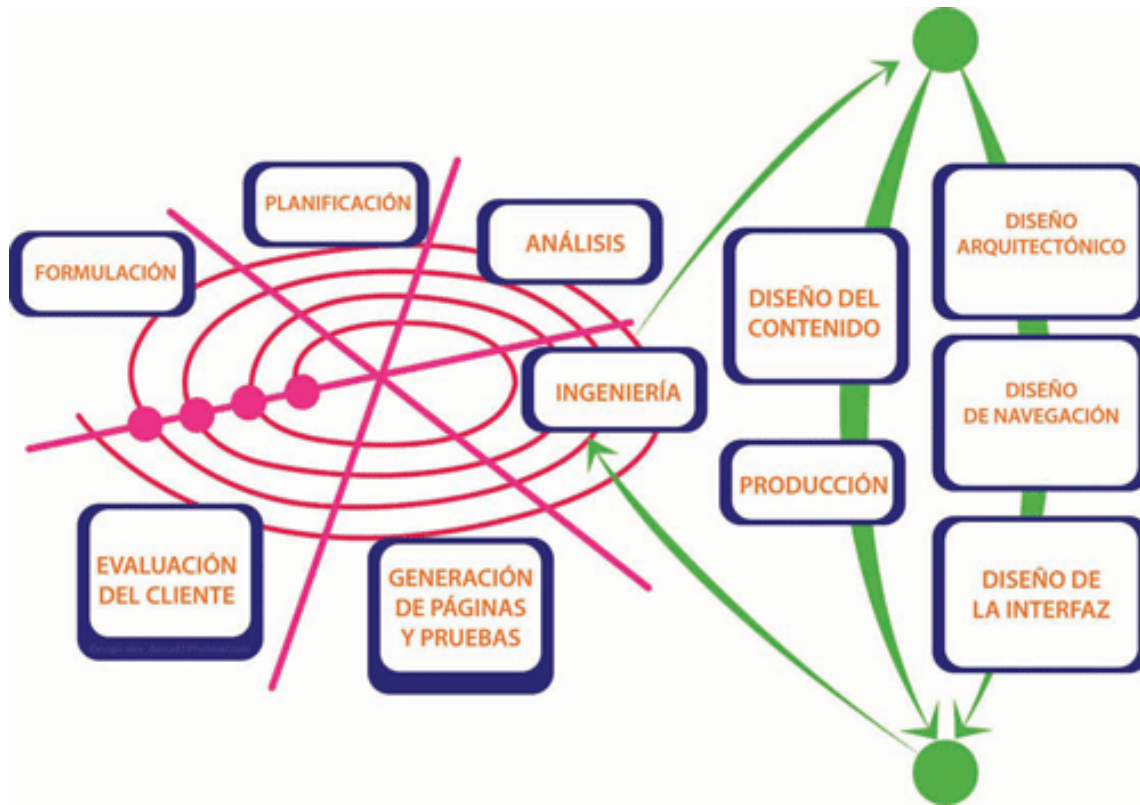 PLANIFICACIÓN
FORMULACIÓN
ANÁLISIS
INGENIERÍA
EVALUACIÓN
DEL CLIENTE
GENERACIÓN
DE PÁGINAS
Y PRUEBAS
DISEÑO DEL
CONTENIDO
PRODUCCIÓN
DISEÑO
ARQUITECTÓNICO
DISEÑO
DE NAVEGACIÓN
DISEÑO DE
LA INTERFAZ